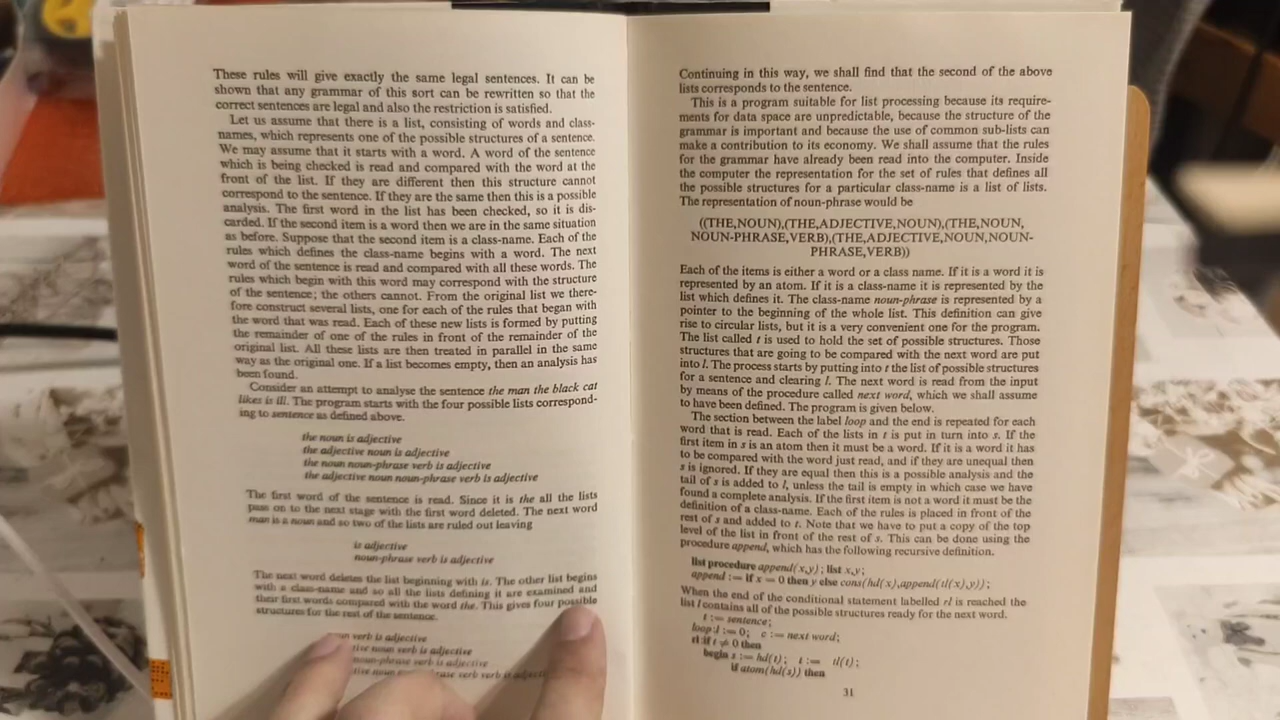 These rules will give exactly the same legal sentences. It can be
shown that any grammar of this sort can be rewritten so that the
correct sentences are legal and also the restriction is satisfied.
Let us assume that there is a list, consisting of words and class-
names, which represents one of the possible structures of a sentence.
We may assume that it starts with a word. A word of the sentence
which is being checked is read and compared with the word at the
front of the list. If they are different then this structure cannot
correspond to the sentence. If they are the same then this is a possible
analysis. The first word in the list has been checked, so it is dis-
carded. If the second item is a word then we are in the same situation
as before. Suppose that the second item is a class-name. Each of the
rules which defines the class-name begins with a word. The next
word of the sentence is read and compared with all these words. The
rules which begin with this word may correspond with the structure
of the sentence; the others cannot. From the original list we there-
fore construct several lists, one for each of the rules that began with
the word that was read. Each of these new lists is formed by putting
the remainder of one of the rules in front of the remainder of the
original list. All these lists are then treated in parallel in the same
way as the original one. If a list becomes empty, then an analysis has
been found.
Consider an attempt to analyse the sentence the man the black cat
likes is ill. The program starts with the four possible lists correspond-
ing to sentence as defined above.
the noun is adjective
the adjective noun is adjective
the noun noun-phrase verb is adjective
the adjective noun noun-phrase verb is adjective
The first word of the sentence is read. Since it is the all the lists
pass on to the next stage with the first word deleted. The next word
man is a noun and so two of the lists are ruled out leaving
is adjective
noun-phrase verb is adjective
The next word deletes the list beginning with is. The other list begins
with a class-name and so all the lists defining it are examined and
their first words compared with the word the. This gives four possible
structures for the rest of the sentence.
verb is adjective
noun verb is adjective
noun-phrase verb is adjective
noun noun-phrase verb verb is
Continuing in this way, we shall find that the second of the above
lists corresponds to the sentence.
This is a program suitable for list processing because its require-
ments for data space are unpredictable, because the structure of the
grammar is important and because the use of common sub-lists can
make a contribution to its economy. We shall assume that the rules
for the grammar have already been read into the computer. Inside
the computer the representation for the set of rules that defines all
the possible structures for a particular class-name is a list of lists.
The representation of noun-phrase would be
((THE,NOUN),(THE,ADJECTIVE,NOUN),(THE,NOUN,
NOUN-PHRASE,VERB),(THE,ADJECTIVE,NOUN,NOUN-
PHRASE,VERB))
Each of the items is either a word or a class name. If it is a word it is
represented by an atom. If it is a class-name it is represented by the
list which defines it. The class-name noun-phrase is represented by a
pointer to the beginning of the whole list. This definition can give
rise to circular lists, but it is a very convenient one for the program.
The list called t is used to hold the set of possible structures. Those
structures that are going to be compared with the next word are put
into l. The process starts by putting into t the list of possible structures
for a sentence and clearing l. The next word is read from the input
by means of the procedure called next word, which we shall assume
to have been defined. The program is given below.
The section between the label loop and the end is repeated for each
word that is read. Each of the lists in t is put in turn into s. If the
first item in s is an atom then it must be a word. If it is a word it has
to be compared with the word just read, and if they are unequal then
s is ignored. If they are equal then this is a possible analysis and the
tail of s is added to l, unless the tail is empty in which case we have
found a complete analysis. If the first item is not a word it must be the
definition of a class-name. Each of the rules is placed in front of the
rest of s and added to t. Note that we have to put a copy of the top
level of the list in front of the rest of s. This can be done using the
procedure append, which has the following recursive definition.
list procedure append(x,y); list x,y;
append := if x = 0 then y else cons(hd(x),append(tl(x),y));
When the end of the conditional statement labelled rl is reached the
list l contains all of the possible structures ready for the next word.
t := sentence;
loop:l := 0; c := next word;
rl:if t ≠ 0 then
begin s := hd(t); t := tl(t);
if atom(hd(s)) then
31